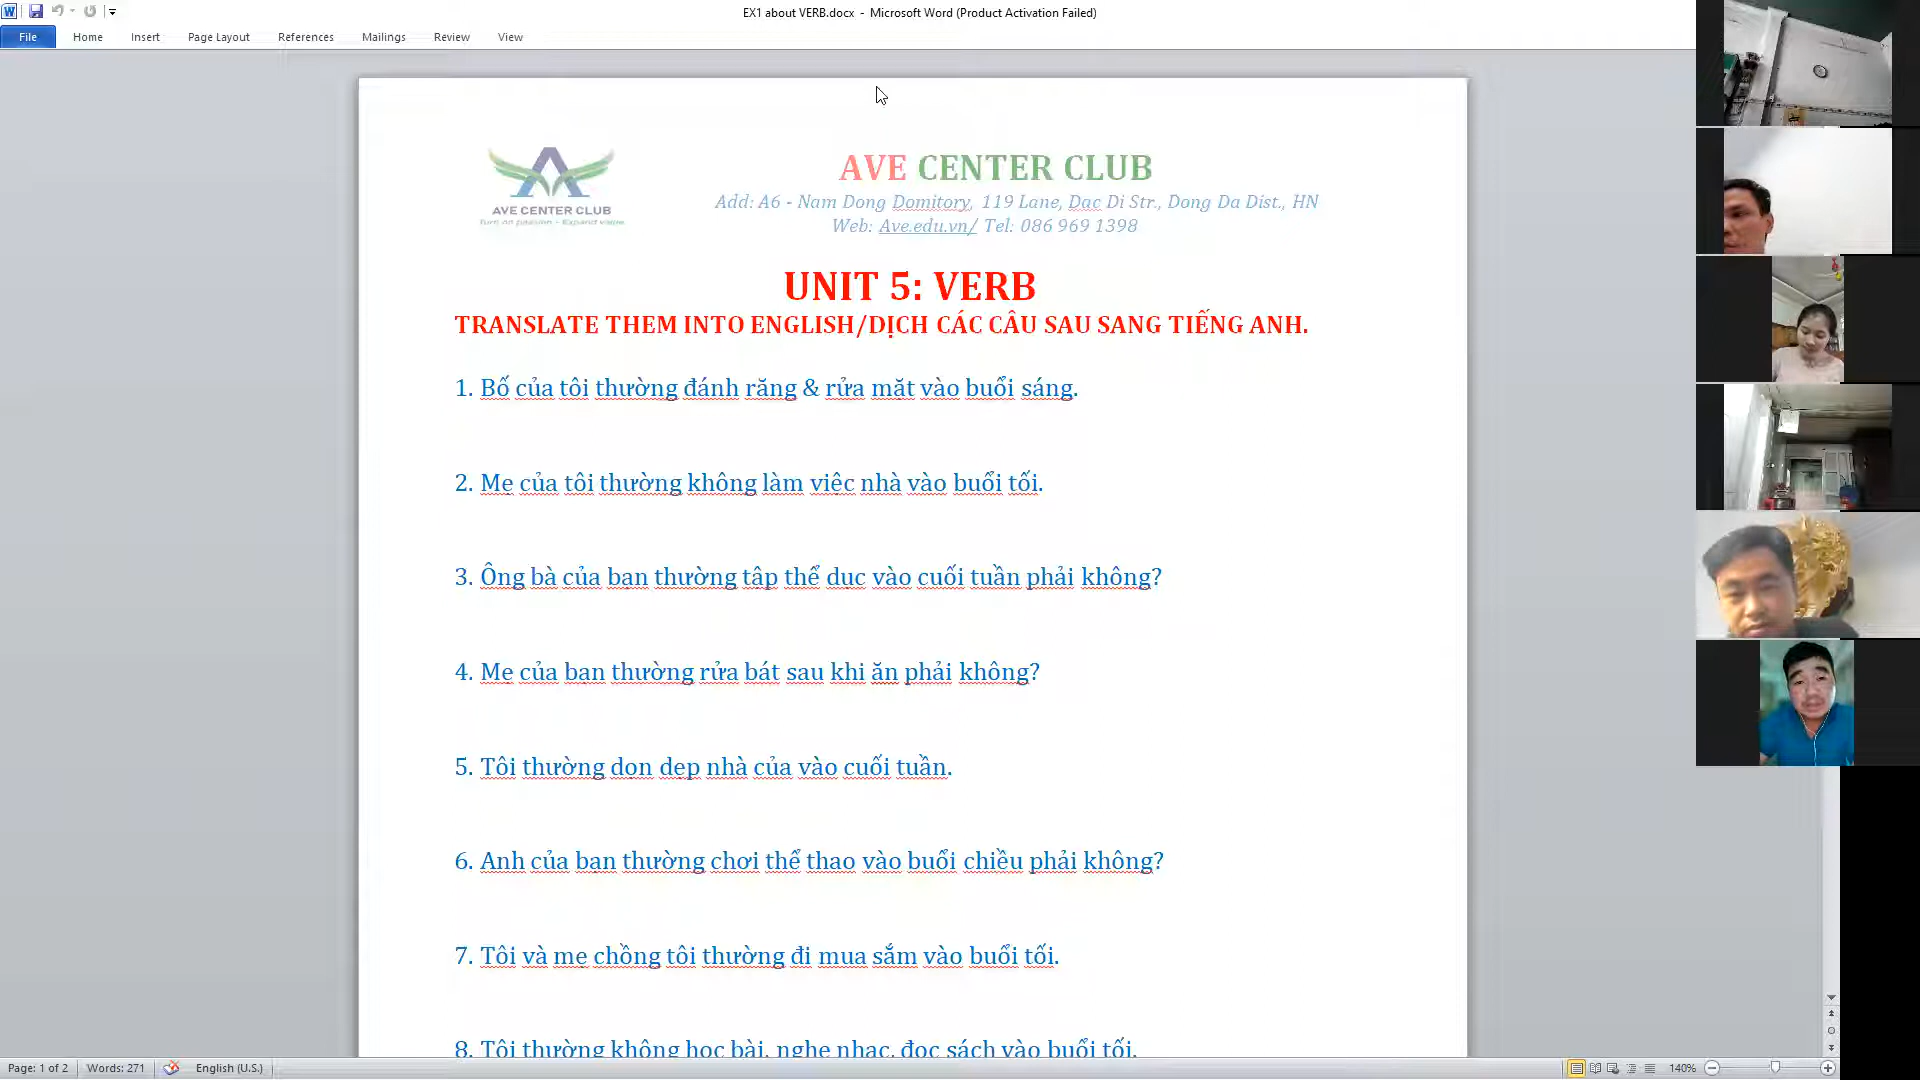 EX1 about VERB.docx - Microsoft Word (Product Activation Failed)
File Home Insert Page Layout References Mailings Review View
AVE CENTER CLUB
Turn on passion - Expand value
AVE CENTER CLUB
Add: A6 - Nam Dong Domitory, 119 Lane, Dac Di Str., Dong Da Dist., HN
Web: Ave.edu.vn/ Tel: 086 969 1398
UNIT 5: VERB
TRANSLATE THEM INTO ENGLISH/DỊCH CÁC CÂU SAU SANG TIẾNG ANH.
1. Bố của tôi thường đánh răng & rửa mặt vào buổi sáng.
2. Mẹ của tôi thường không làm việc nhà vào buổi tối.
3. Ông bà của bạn thường tập thể dục vào cuối tuần phải không?
4. Mẹ của bạn thường rửa bát sau khi ăn phải không?
5. Tôi thường dọn dẹp nhà của vào cuối tuần.
6. Anh của bạn thường chơi thể thao vào buổi chiều phải không?
7. Tôi và mẹ chồng tôi thường đi mua sắm vào buổi tối.
8. Tôi thường không học bài, nghe nhạc, đọc sách vào buổi tối.
Page: 1 of 2 Words: 271 English (U.S.) 140%